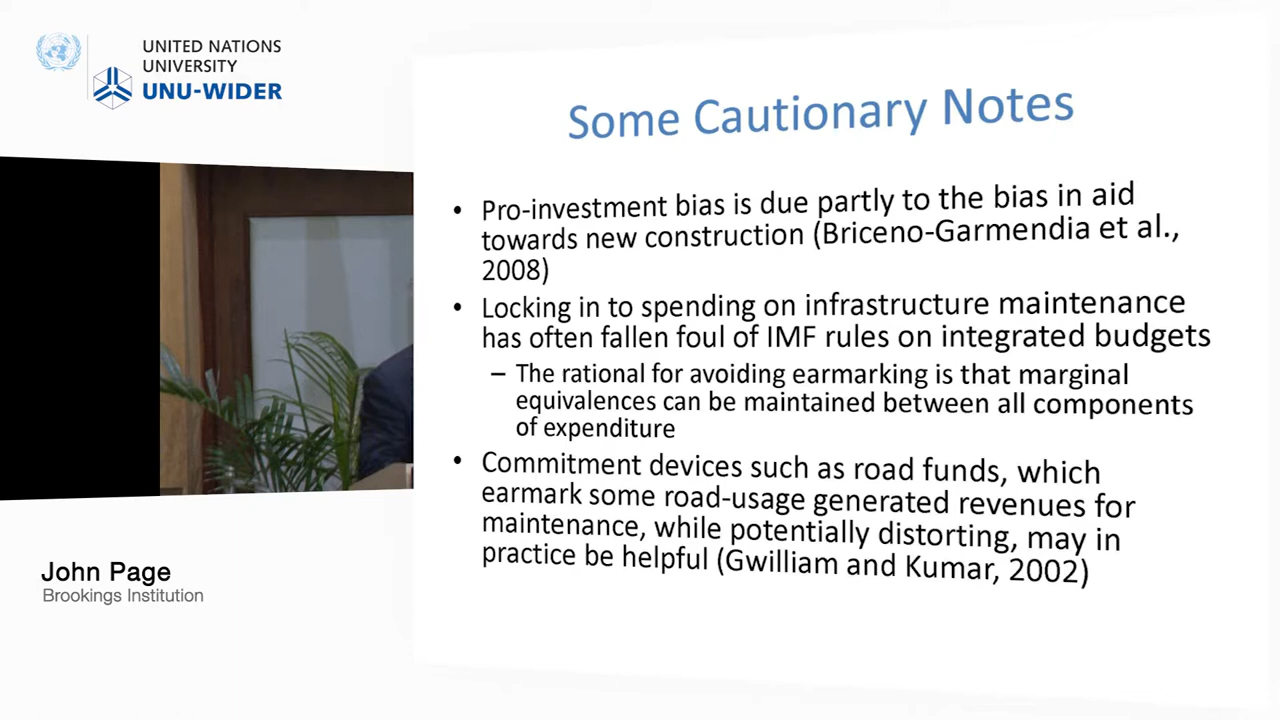 UNITED NATIONS
UNIVERSITY
UNU-WIDER
Some Cautionary Notes
• Pro-investment bias is due partly to the bias in aid
towards new construction (Briceno-Garmendia et al.,
2008)
• Locking in to spending on infrastructure maintenance
has often fallen foul of IMF rules on integrated budgets
– The rational for avoiding earmarking is that marginal
equivalences can be maintained between all components
of expenditure
• Commitment devices such as road funds, which
earmark some road-usage generated revenues for
maintenance, while potentially distorting, may in
practice be helpful (Gwilliam and Kumar, 2002)
John Page
Brookings Institution